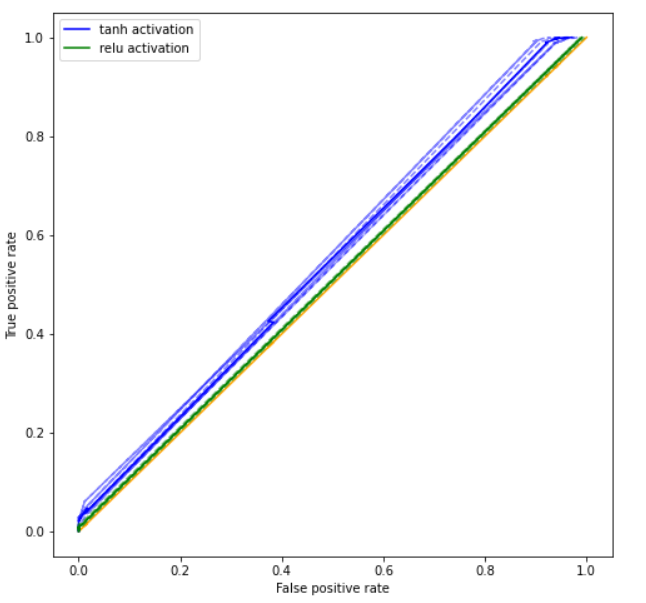 tanh activation
relu activation
1.0
0.8
0.6
0.4
0.2
0.0
True positive rate
0.0 0.2 0.4 0.6 0.8 1.0
False positive rate